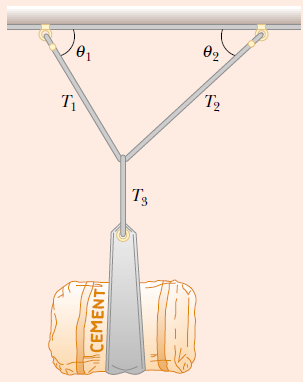 θ₁ θ₂
T₁ T₂
T₃
CEMENT